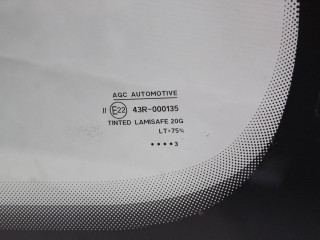 AGC AUTOMOTIVE
II E22 43R-000135
TINTED LAMISAFE 20G
LT>75%
••••3